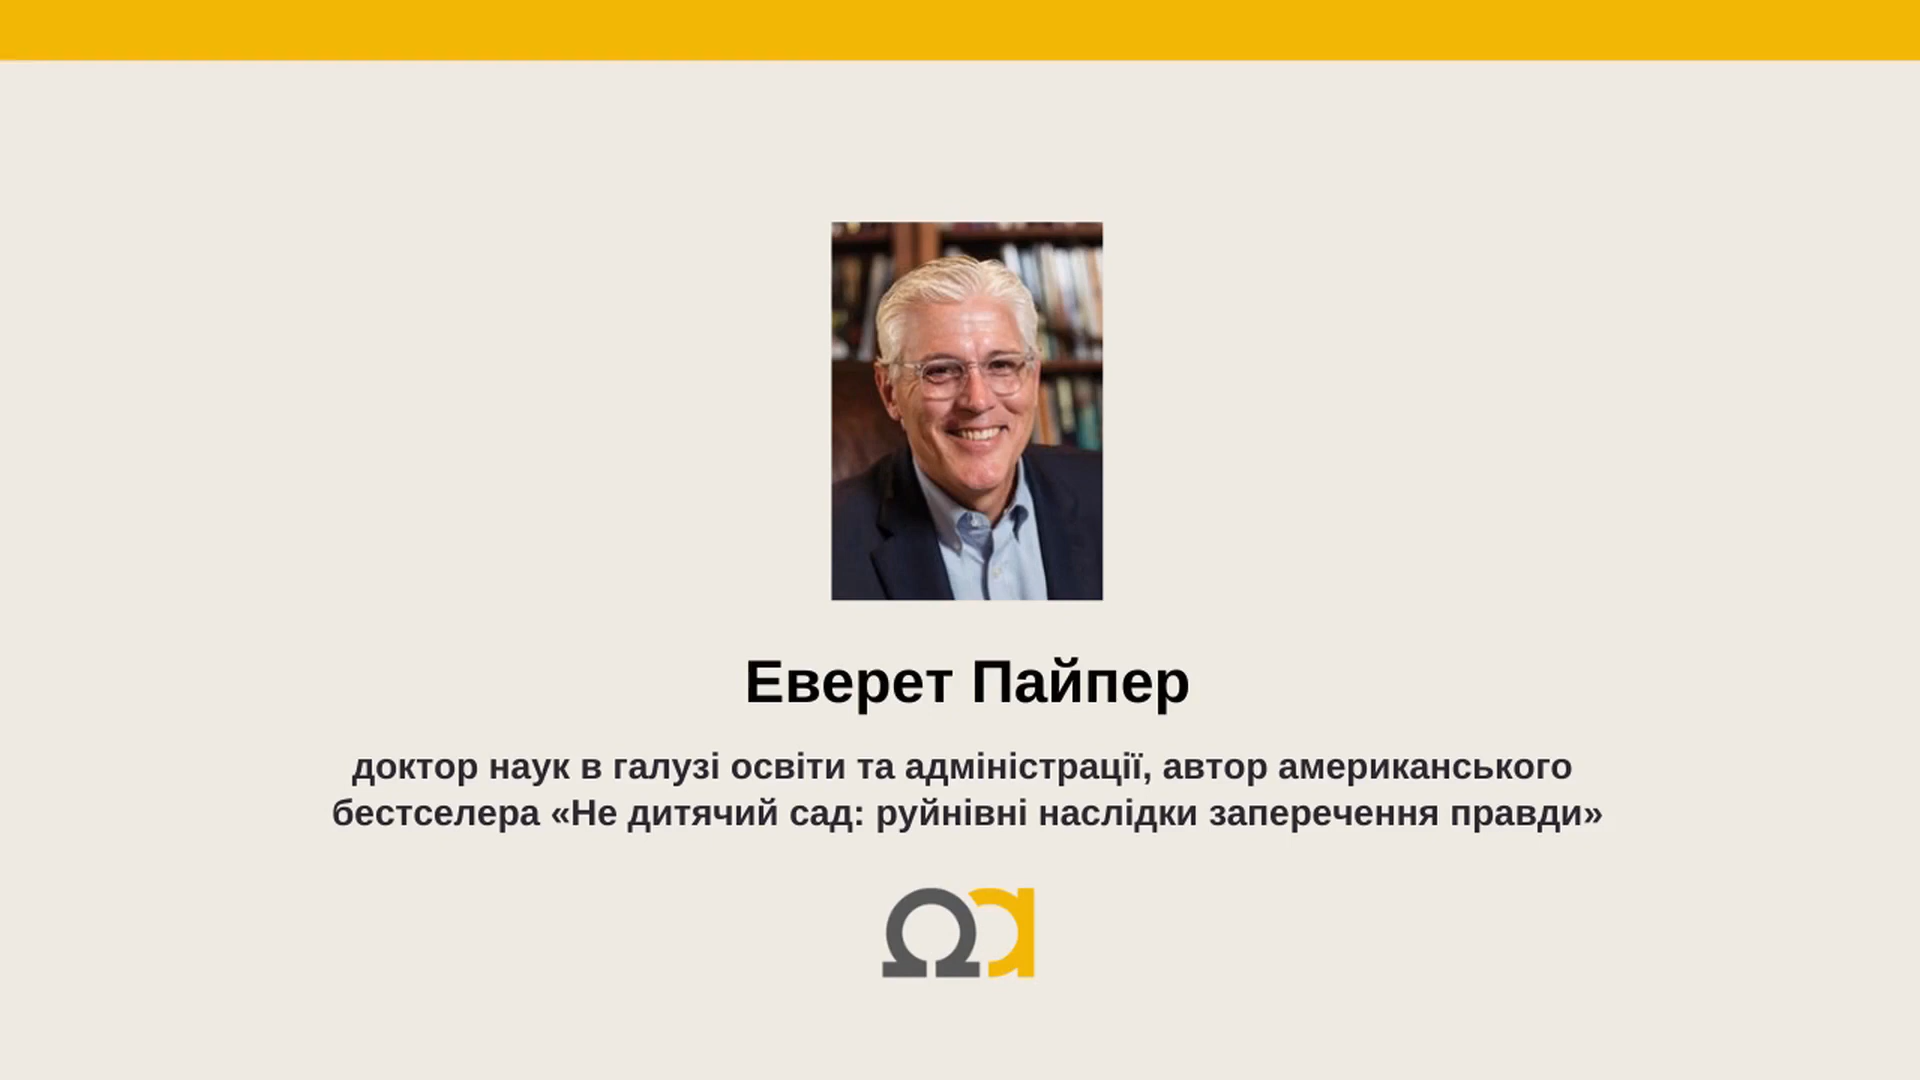 Еверет Пайпер
доктор наук в галузі освіти та адміністрації, автор американського
бестселера «Не дитячий сад: руйнівні наслідки заперечення правди»